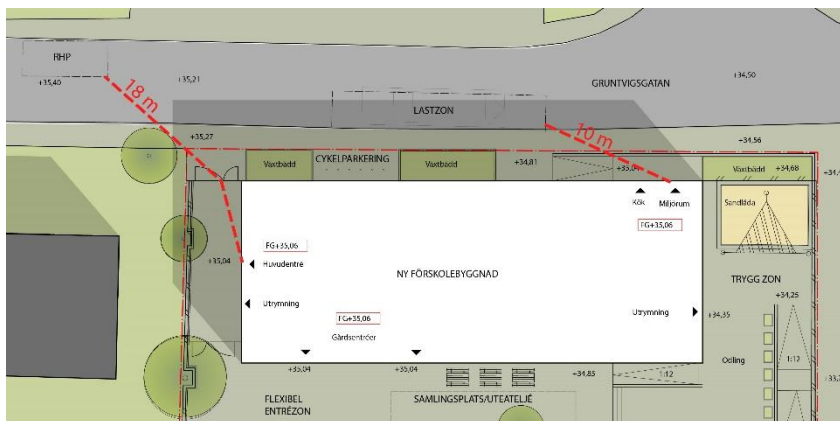 RHP
+35,40
+35,21
18 m
GRUNTVIGSGATAN
+34,50
LASTZON
10 m
+35,27
+34,56
Växtbädd
CYKELPARKERING
Växtbädd
+34,81
+35,04
Växtbädd
+34,68
Kök
Miljörum
Sandlåda
FG+35,06
FG+35,06
+35,04
Huvudentré
NY FÖRSKOLEBYGGNAD
TRYGG ZON
+34,25
Utrymning
Utrymning
FG+35,06
+34,35
Gårdsentréer
1:12
Odling
+35,04
+35,04
+34,85
1:12
FLEXIBEL
ENTRÉZON
SAMLINGSPLATS/UTEATELJÉ